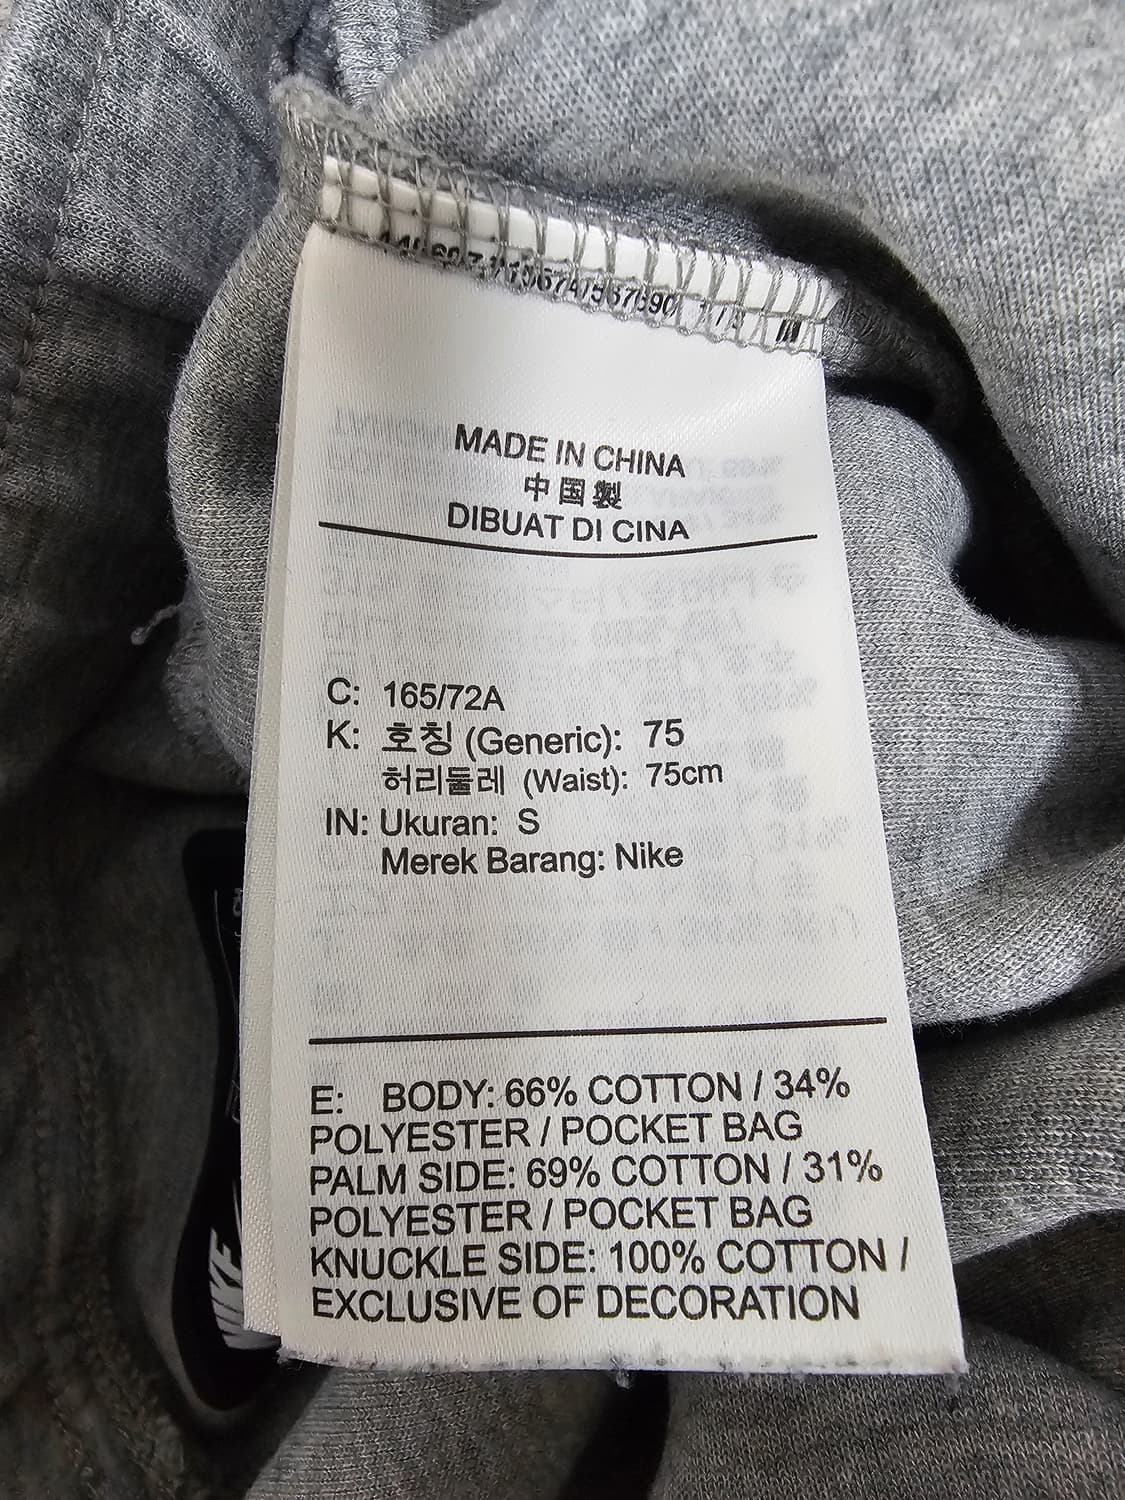 MADE IN CHINA
中国製
DIBUAT DI CINA
C: 165/72A
K: 호칭 (Generic): 75
허리둘레 (Waist): 75cm
IN: Ukuran: S
Merek Barang: Nike
E: BODY: 66% COTTON / 34%
POLYESTER / POCKET BAG
PALM SIDE: 69% COTTON / 31%
POLYESTER / POCKET BAG
KNUCKLE SIDE: 100% COTTON /
EXCLUSIVE OF DECORATION
NIKE